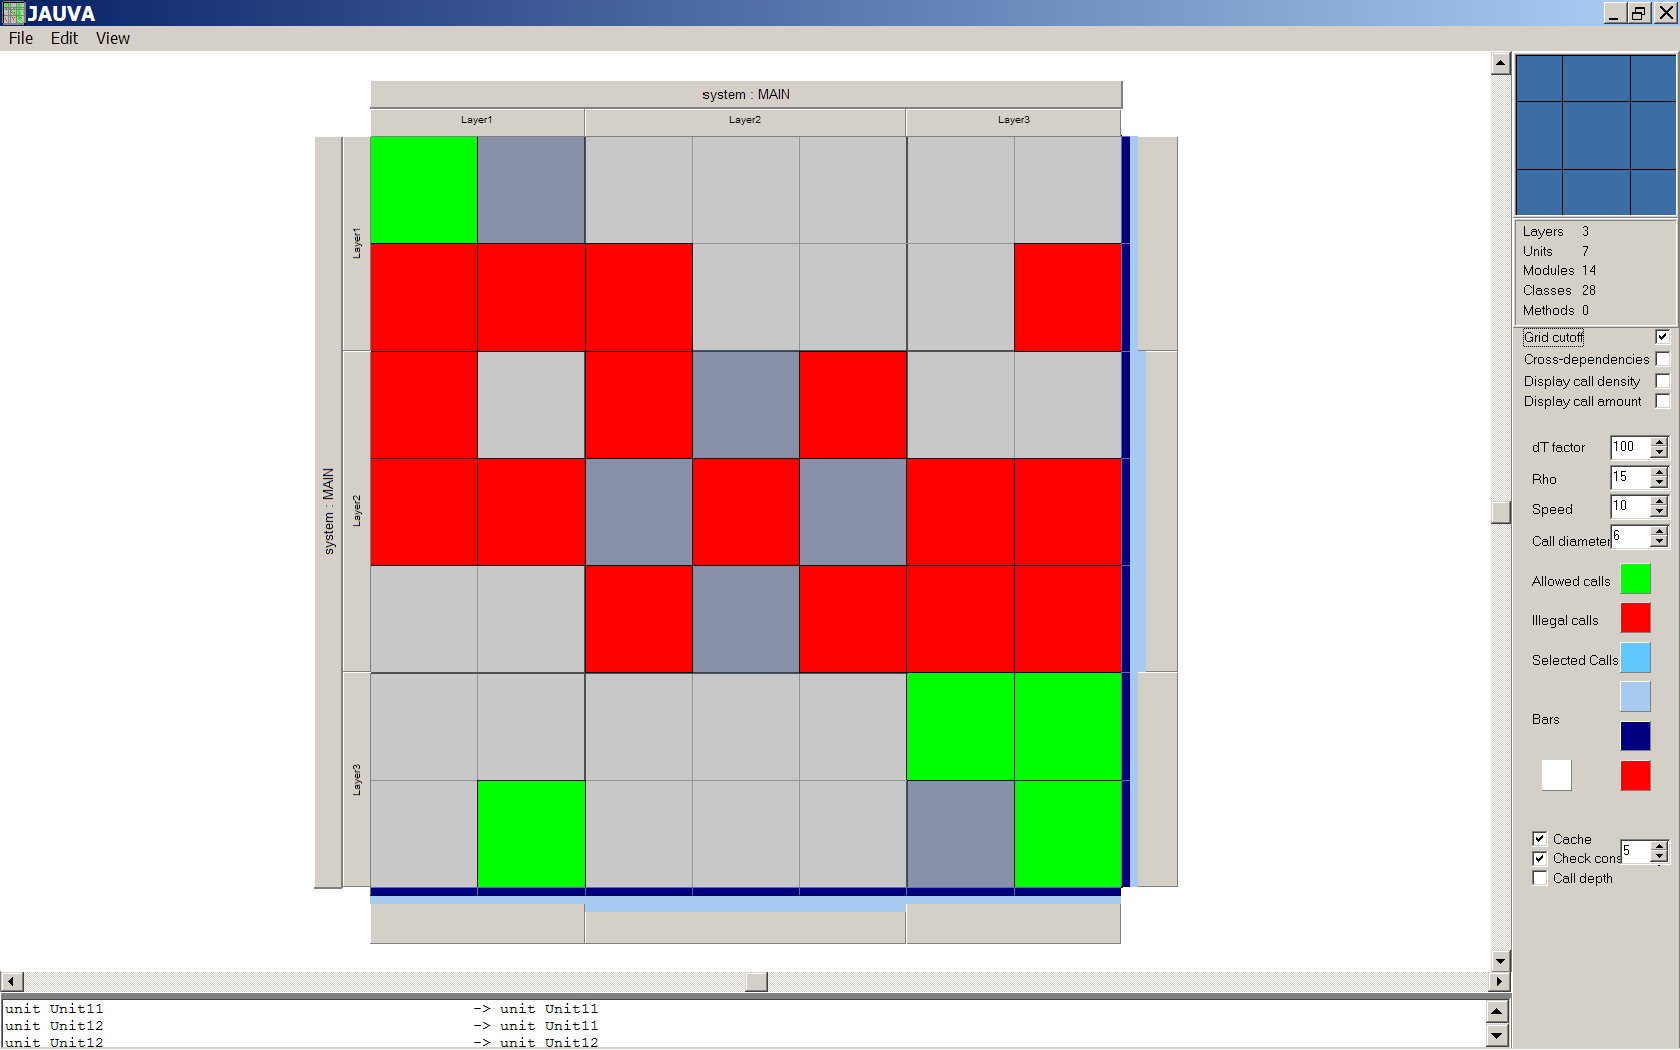 JAUVA
File Edit View
system : MAIN
Layer1 Layer2 Layer3
system : MAIN
Layer1
Layer2
Layer3
Layers 3
Units 7
Modules 14
Classes 28
Methods 0
Grid cutoff
Cross-dependencies
Display call density
Display call amount
dT factor 100
Rho 15
Speed 10
Call diameter 6
Allowed calls
Illegal calls
Selected Calls
Bars
Cache
Check cons 5
Call depth
unit Unit11 -> unit Unit11
unit Unit12 -> unit Unit11
unit Unit12 -> unit Unit12